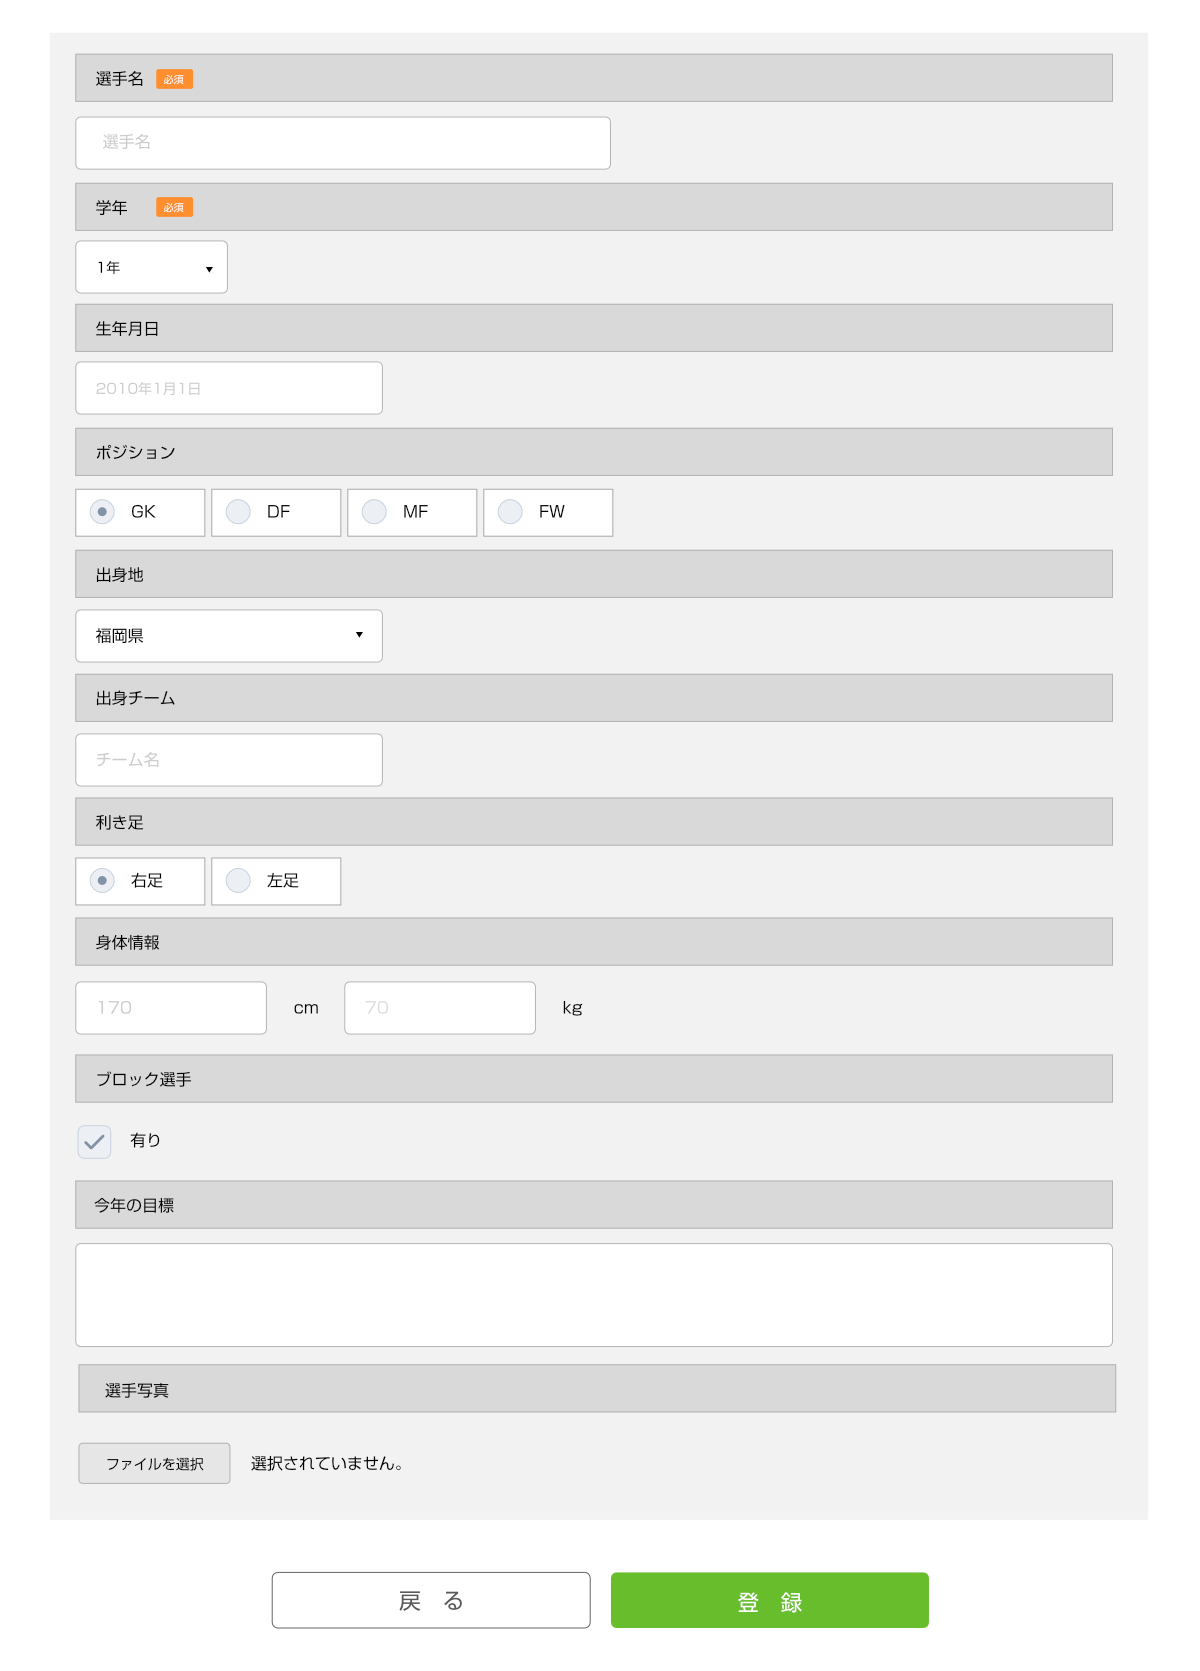 選手名 必須
選手名
学年 必須
1年
生年月日
2010年1月1日
ポジション
GK DF MF FW
出身地
福岡県
出身チーム
チーム名
利き足
右足 左足
身体情報
170 cm 70 kg
ブロック選手
有り
今年の目標
選手写真
ファイルを選択 選択されていません。
戻 る 登 録